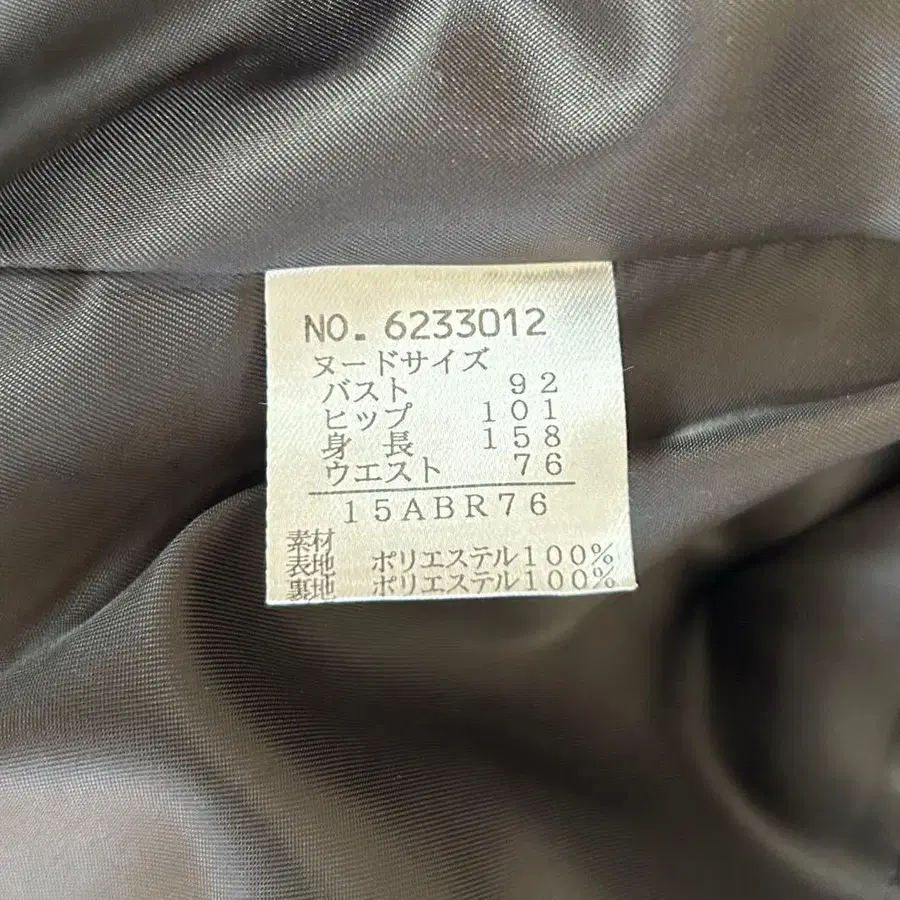 NO. 6233012
ヌードサイズ
バスト 92
ヒップ 101
身長 158
ウエスト 76
15ABR76
素材
表地 ポリエステル100%
裏地 ポリエステル100%